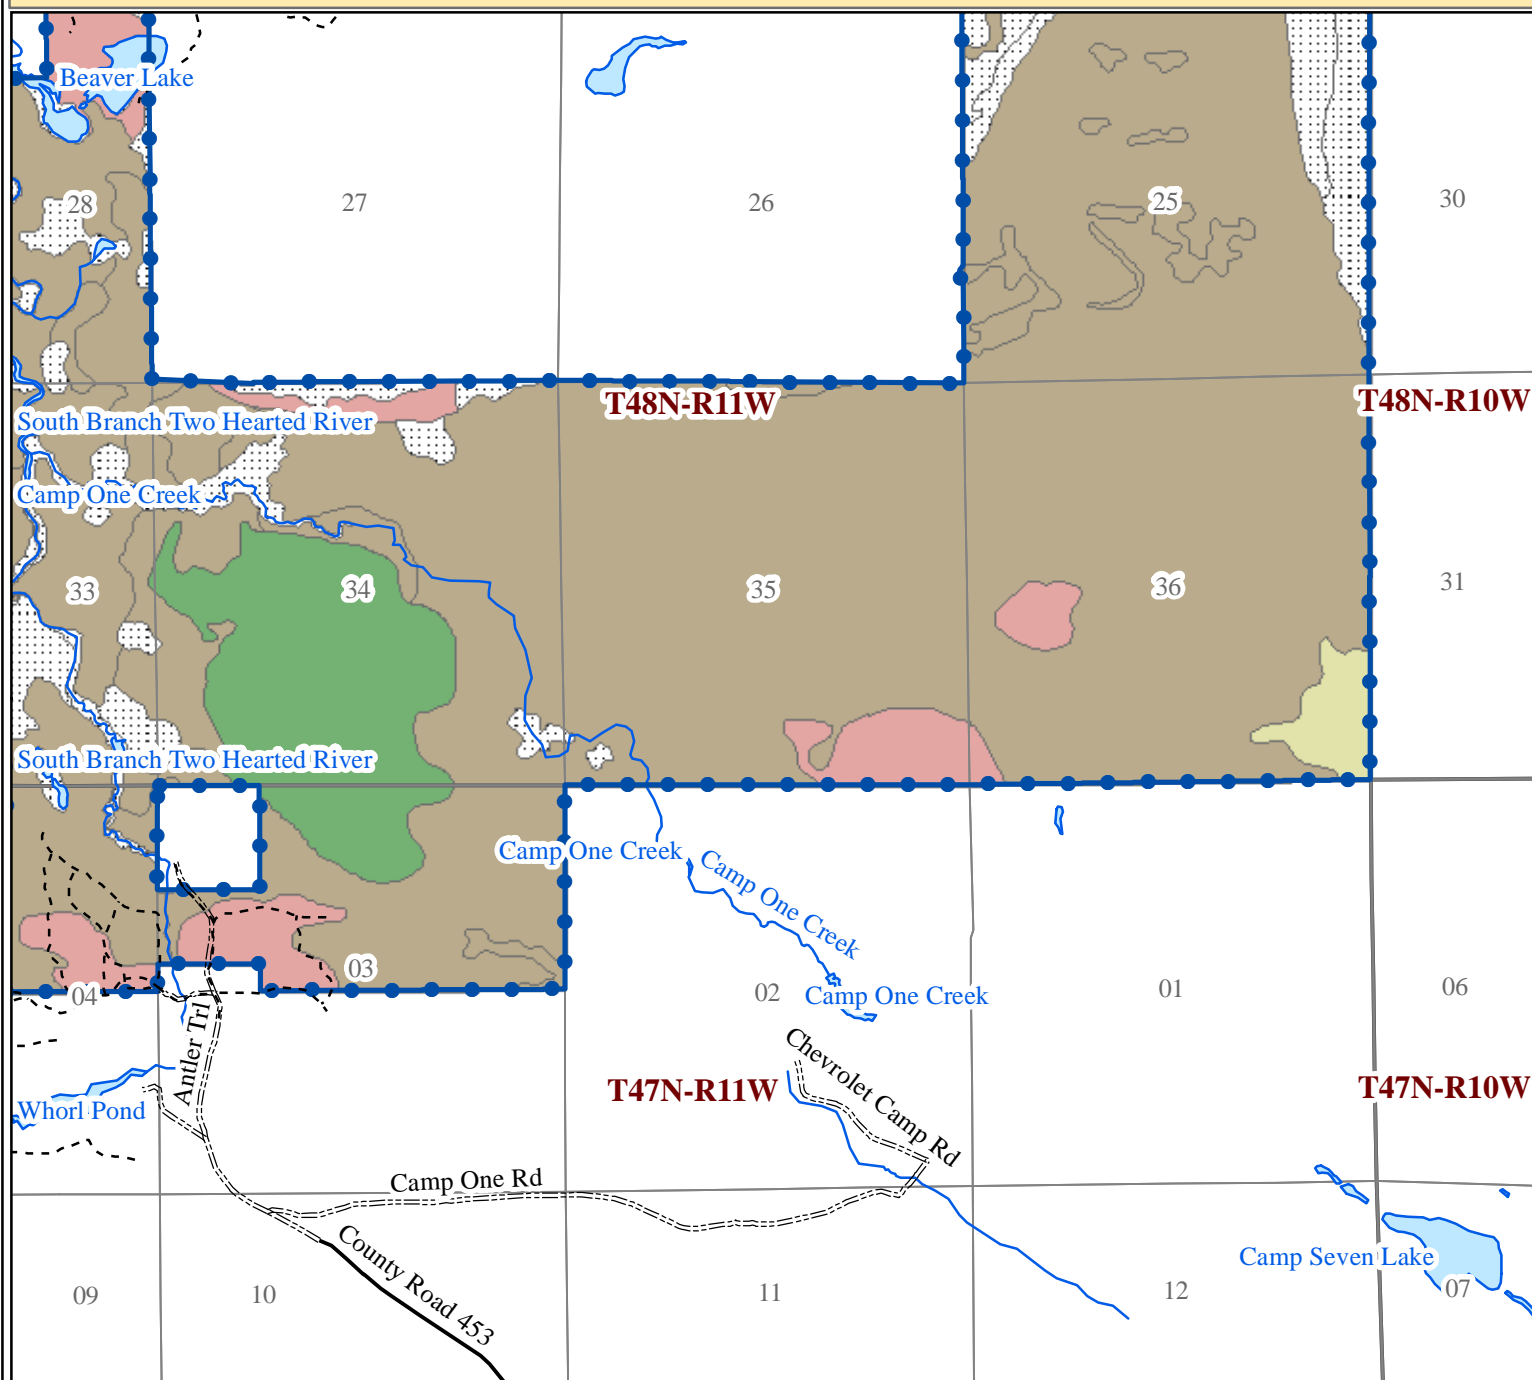 Beaver Lake
28
27
26
25
30
T48N-R11W
T48N-R10W
South Branch Two Hearted River
Camp One Creek
33
34
35
36
31
South Branch Two Hearted River
Camp One Creek
Camp One Creek
03
04
02
Camp One Creek
01
06
Antler Trl
Chevrolet Camp Rd
T47N-R11W
T47N-R10W
Whorl Pond
Camp One Rd
County Road 453
Camp Seven Lake
09
10
11
12
07